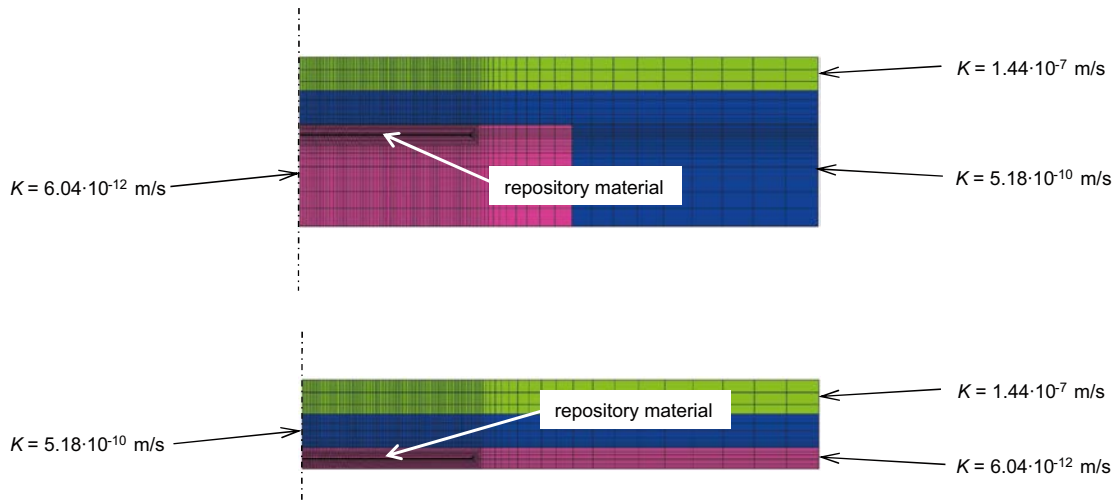 K = 1.44·10⁻⁷ m/s
repository material
K = 6.04·10⁻¹² m/s
K = 5.18·10⁻¹⁰ m/s
K = 1.44·10⁻⁷ m/s
repository material
K = 5.18·10⁻¹⁰ m/s
K = 6.04·10⁻¹² m/s